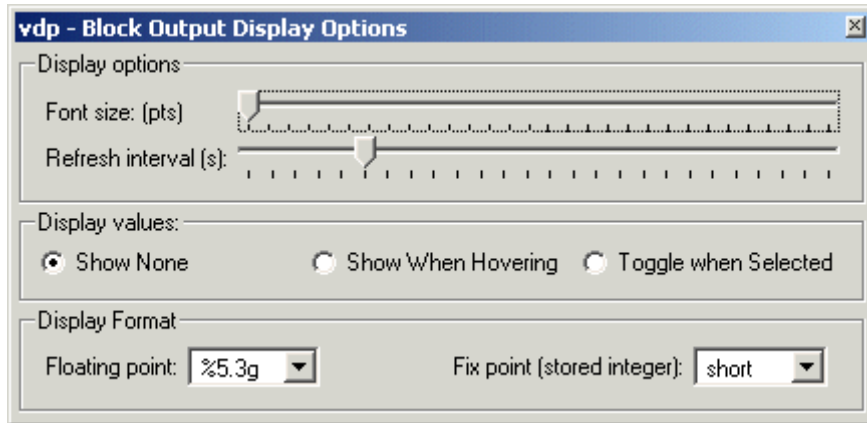 vdp - Block Output Display Options
Display options
Font size: (pts)
Refresh interval (s):
Display values:
Show None Show When Hovering Toggle when Selected
Display Format
Floating point: %5.3g Fix point (stored integer): short